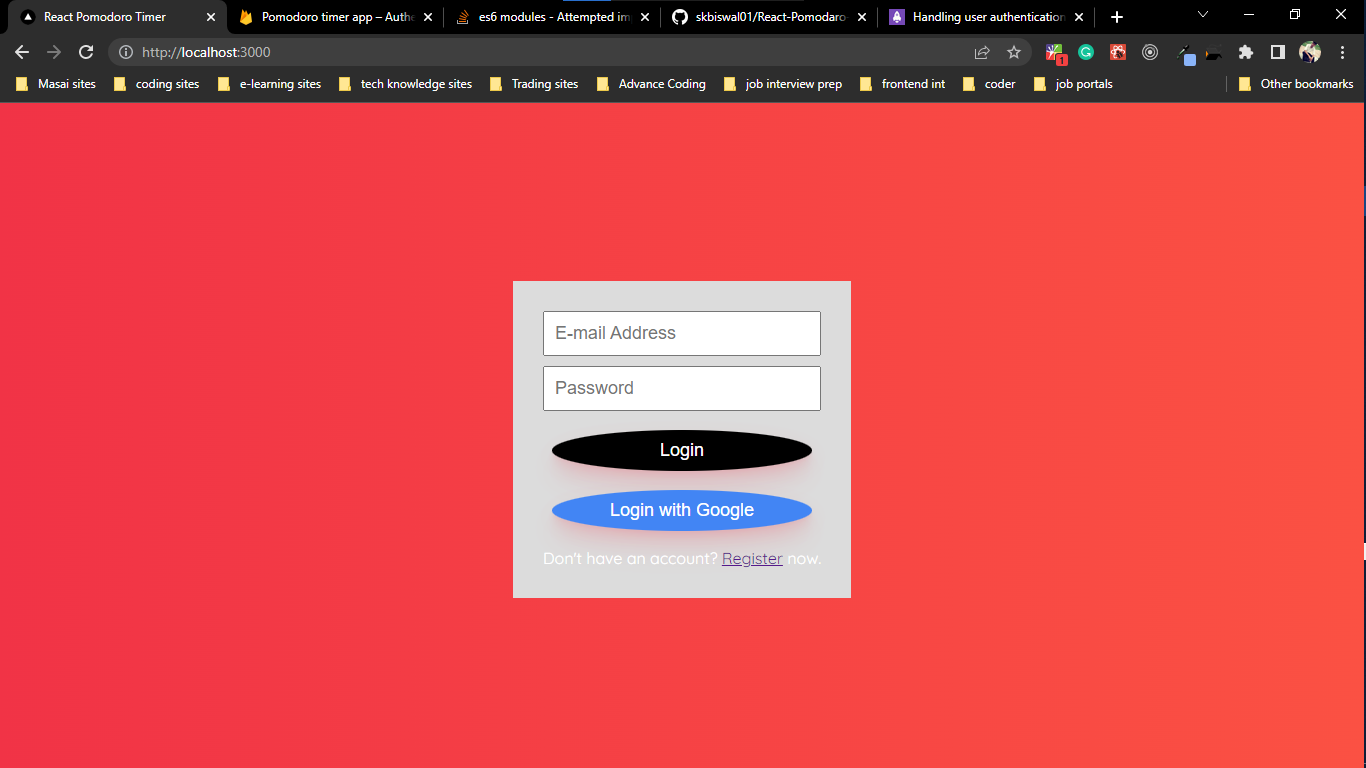 React Pomodoro Timer
Pomodoro timer app – Authe
es6 modules - Attempted im
skbiswal01/React-Pomodaro
Handling user authentication
http://localhost:3000
1
Masai sites
coding sites
e-learning sites
tech knowledge sites
Trading sites
Advance Coding
job interview prep
frontend int
coder
job portals
Other bookmarks
E-mail Address
Password
Login
Login with Google
Don't have an account? Register now.